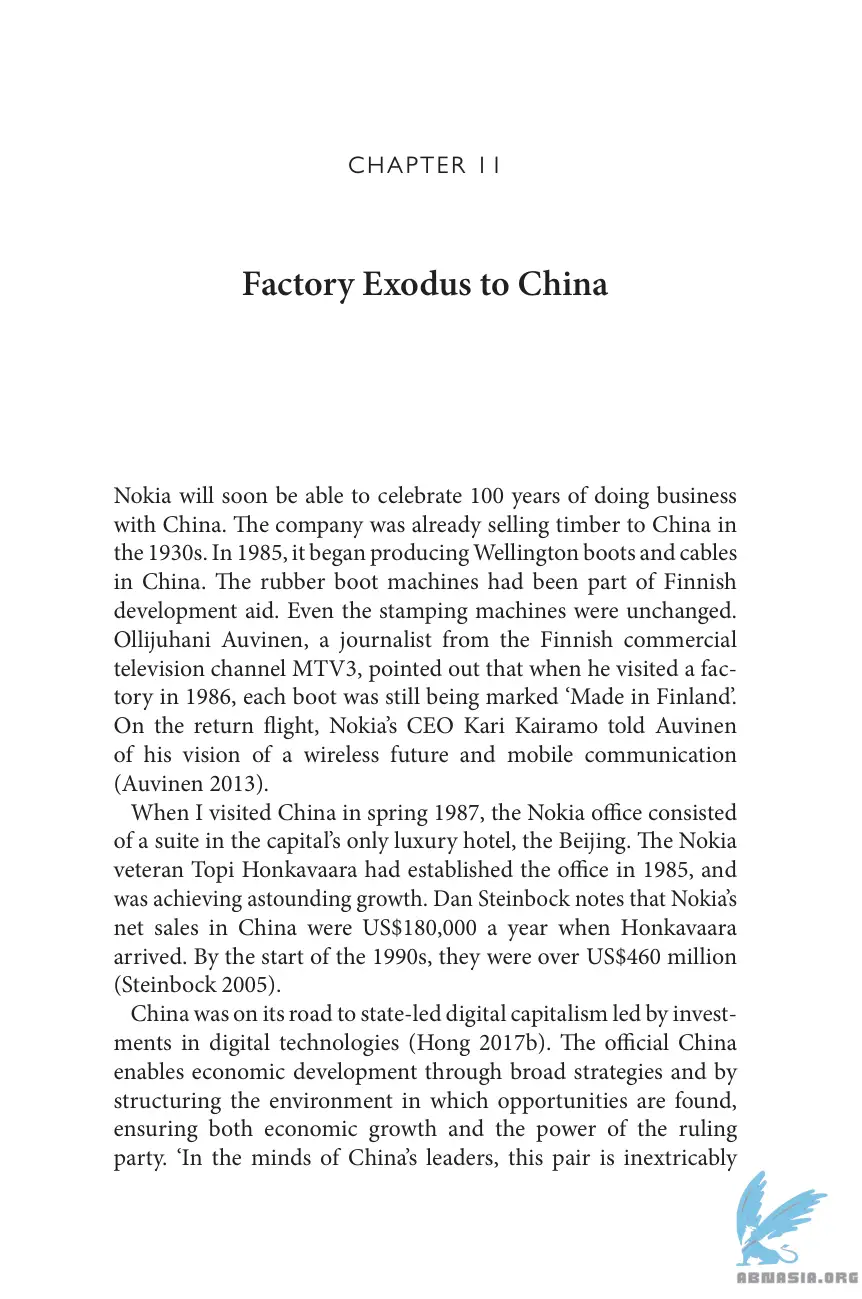 CHAPTER 11
Factory Exodus to China
Nokia will soon be able to celebrate 100 years of doing business
with China. The company was already selling timber to China in
the 1930s. In 1985, it began producing Wellington boots and cables
in China. The rubber boot machines had been part of Finnish
development aid. Even the stamping machines were unchanged.
Ollijuhani Auvinen, a journalist from the Finnish commercial
television channel MTV3, pointed out that when he visited a fac-
tory in 1986, each boot was still being marked ‘Made in Finland’.
On the return flight, Nokia’s CEO Kari Kairamo told Auvinen
of his vision of a wireless future and mobile communication
(Auvinen 2013).
When I visited China in spring 1987, the Nokia office consisted
of a suite in the capital’s only luxury hotel, the Beijing. The Nokia
veteran Topi Honkavaara had established the office in 1985, and
was achieving astounding growth. Dan Steinbock notes that Nokia’s
net sales in China were US$180,000 a year when Honkavaara
arrived. By the start of the 1990s, they were over US$460 million
(Steinbock 2005).
China was on its road to state-led digital capitalism led by invest-
ments in digital technologies (Hong 2017b). The official China
enables economic development through broad strategies and by
structuring the environment in which opportunities are found,
ensuring both economic growth and the power of the ruling
party. ‘In the minds of China’s leaders, this pair is inextricably
ABNASIA.ORG